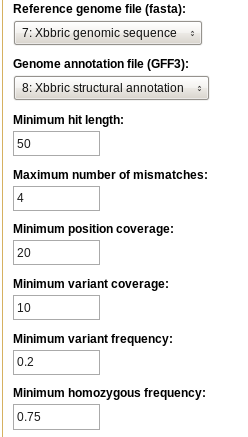 Reference genome file (fasta):
7: Xbbric genomic sequence
Genome annotation file (GFF3):
8: Xbbric structural annotation
Minimum hit length:
50
Maximum number of mismatches:
4
Minimum position coverage:
20
Minimum variant coverage:
10
Minimum variant frequency:
0.2
Minimum homozygous frequency:
0.75